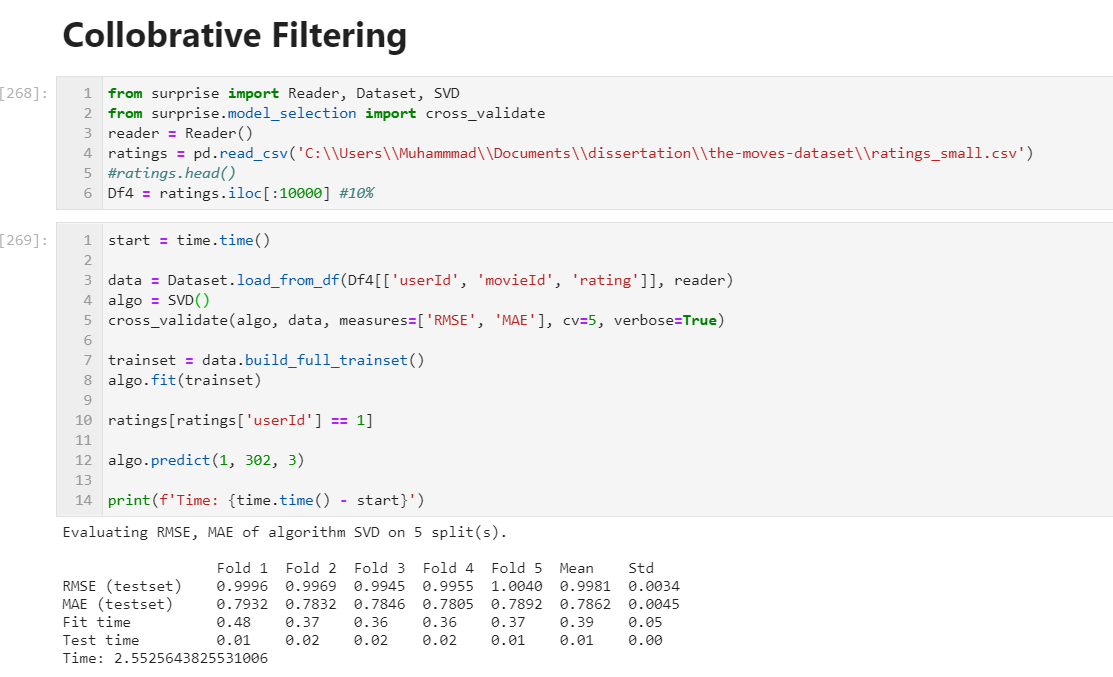 Collobrative Filtering
[268]:
1 from surprise import Reader, Dataset, SVD
2 from surprise.model_selection import cross_validate
3 reader = Reader()
4 ratings = pd.read_csv('C:\\Users\\Muhammmad\\Documents\\dissertation\\the-moves-dataset\\ratings_small.csv')
5 #ratings.head()
6 Df4 = ratings.iloc[:10000] #10%
[269]:
1 start = time.time()
2
3 data = Dataset.load_from_df(Df4[['userId', 'movieId', 'rating']], reader)
4 algo = SVD()
5 cross_validate(algo, data, measures=['RMSE', 'MAE'], cv=5, verbose=True)
6
7 trainset = data.build_full_trainset()
8 algo.fit(trainset)
9
10 ratings[ratings['userId'] == 1]
11
12 algo.predict(1, 302, 3)
13
14 print(f'Time: {time.time() - start}')
Evaluating RMSE, MAE of algorithm SVD on 5 split(s).
Fold 1 Fold 2 Fold 3 Fold 4 Fold 5 Mean Std
RMSE (testset) 0.9996 0.9969 0.9945 0.9955 1.0040 0.9981 0.0034
MAE (testset) 0.7932 0.7832 0.7846 0.7805 0.7892 0.7862 0.0045
Fit time 0.48 0.37 0.36 0.36 0.37 0.39 0.05
Test time 0.01 0.02 0.02 0.02 0.01 0.01 0.00
Time: 2.5525643825531006